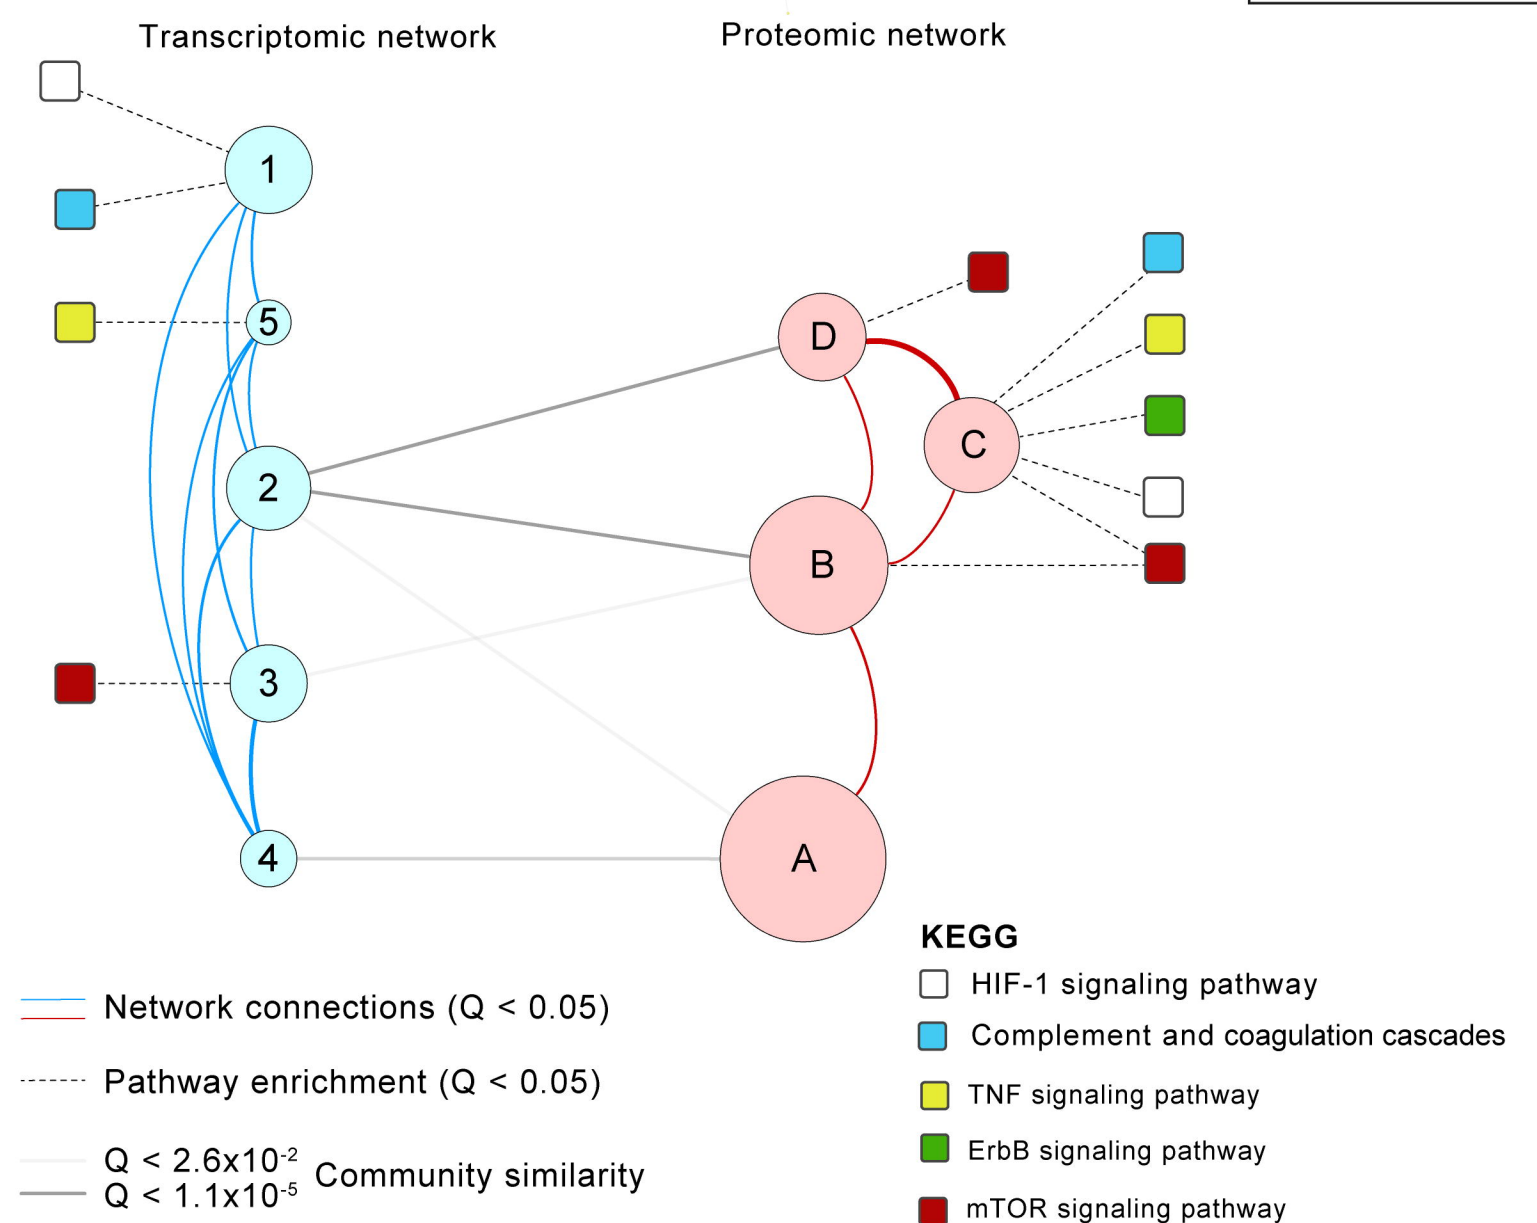 Transcriptomic network
Proteomic network
1
5
2
3
4
D
C
B
A
Network connections (Q < 0.05)
Pathway enrichment (Q < 0.05)
Q < 2.6x10⁻²
Q < 1.1x10⁻⁵
Community similarity
KEGG
HIF-1 signaling pathway
Complement and coagulation cascades
TNF signaling pathway
ErbB signaling pathway
mTOR signaling pathway